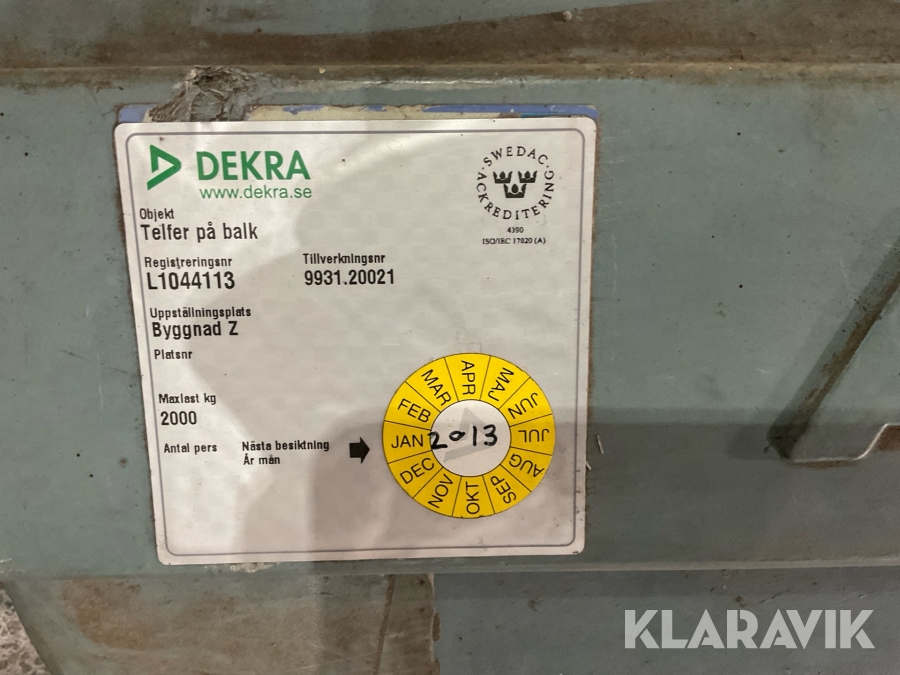 DEKRA
www.dekra.se
SWEDAC
ACKREDITERING
4390
ISO/IEC 17020 (A)
Objekt
Telfer på balk
Registreringsnr
L1044113
Tillverkningsnr
9931.20021
Uppställningsplats
Byggnad Z
Platsnr
Maxlast kg
2000
Antal pers
Nästa besiktning
År mån
JAN
FEB
MAR
APR
MAJ
JUN
JUL
AUG
SEP
OKT
NOV
DEC
2013
KLARAVIK